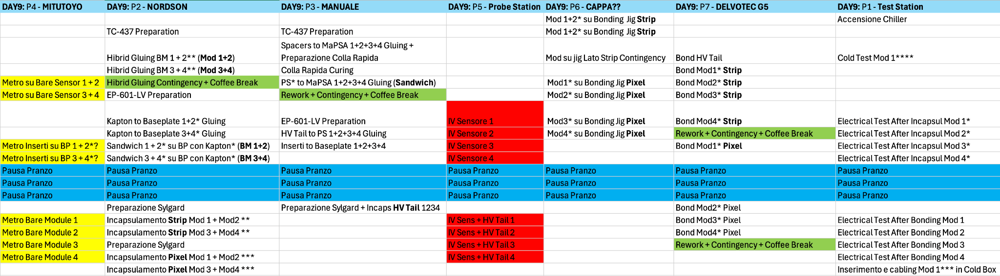 DAY9: P4 - MITUTOYO DAY9: P2 - NORDSON DAY9: P3 - MANUALE DAY9: P5 - Probe Station DAY9: P6 - CAPPA?? DAY9: P7 - DELVOTEC G5 DAY9: P1 - Test Station
Mod 1+2* su Bonding Jig Strip Accensione Chiller
TC-437 Preparation TC-437 Preparation Mod 1+2* su Bonding Jig Strip
Spacers to MaPSA 1+2+3+4 Gluing +
Hibrid Gluing BM 1 + 2** (Mod 1+2) Preparazione Colla Rapida Mod su jig Lato Strip Contingency Bond HV Tail Cold Test Mod 1****
Hibrid Gluing BM 3 + 4** (Mod 3+4) Colla Rapida Curing Bond Mod1* Strip
Metro su Bare Sensor 1 + 2 Hibrid Gluing Contingency + Coffee Break PS* to MaPSA 1+2+3+4 Gluing (Sandwich) Mod1* su Bonding Jig Pixel Bond Mod2* Strip
Metro su Bare Sensor 3 + 4 EP-601-LV Preparation Rework + Contingency + Coffee Break Mod2* su Bonding Jig Pixel Bond Mod3* Strip
Kapton to Baseplate 1+2* Gluing EP-601-LV Preparation IV Sensore 1 Mod3* su Bonding Jig Pixel Bond Mod4* Strip Electrical Test After Incapsul Mod 1*
Kapton to Baseplate 3+4* Gluing HV Tail to PS 1+2+3+4 Gluing IV Sensore 2 Mod4* su Bonding Jig Pixel Rework + Contingency + Coffee Break Electrical Test After Incapsul Mod 2*
Metro Inserti su BP 1 + 2*? Sandwich 1 + 2* su BP con Kapton* (BM 1+2) Inserti to Baseplate 1+2+3+4 IV Sensore 3 Bond Mod1* Pixel Electrical Test After Incapsul Mod 3*
Metro Inserti su BP 3 + 4*? Sandwich 3 + 4* su BP con Kapton* (BM 3+4) IV Sensore 4 Electrical Test After Incapsul Mod 4*
Pausa Pranzo Pausa Pranzo Pausa Pranzo Pausa Pranzo Pausa Pranzo Pausa Pranzo Pausa Pranzo
Pausa Pranzo Pausa Pranzo Pausa Pranzo Pausa Pranzo Pausa Pranzo Pausa Pranzo Pausa Pranzo
Pausa Pranzo Pausa Pranzo Pausa Pranzo Pausa Pranzo Pausa Pranzo Pausa Pranzo Pausa Pranzo
Preparazione Sylgard Preparazione Sylgard + Incaps HV Tail 1234 Bond Mod2* Pixel
Metro Bare Module 1 Incapsulamento Strip Mod 1 + Mod2 ** IV Sens + HV Tail 1 Bond Mod3* Pixel Electrical Test After Bonding Mod 1
Metro Bare Module 2 Incapsulamento Strip Mod 3 + Mod4 ** IV Sens + HV Tail 2 Bond Mod4* Pixel Electrical Test After Bonding Mod 2
Metro Bare Module 3 Preparazione Sylgard IV Sens + HV Tail 3 Rework + Contingency + Coffee Break Electrical Test After Bonding Mod 3
Metro Bare Module 4 Incapsulamento Pixel Mod 1 + Mod2 *** IV Sens + HV Tail 4 Electrical Test After Bonding Mod 4
Incapsulamento Pixel Mod 3 + Mod4 *** Inserimento e cabling Mod 1*** in Cold Box